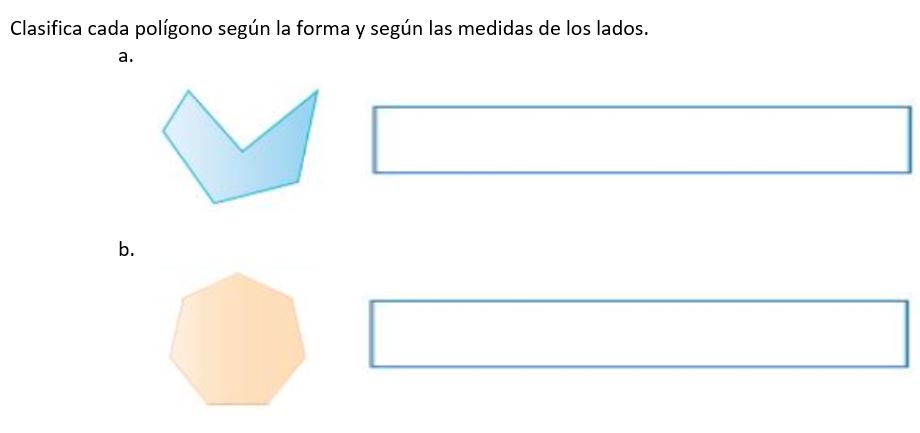 Clasifica cada polígono según la forma y según las medidas de los lados.
a.
b.